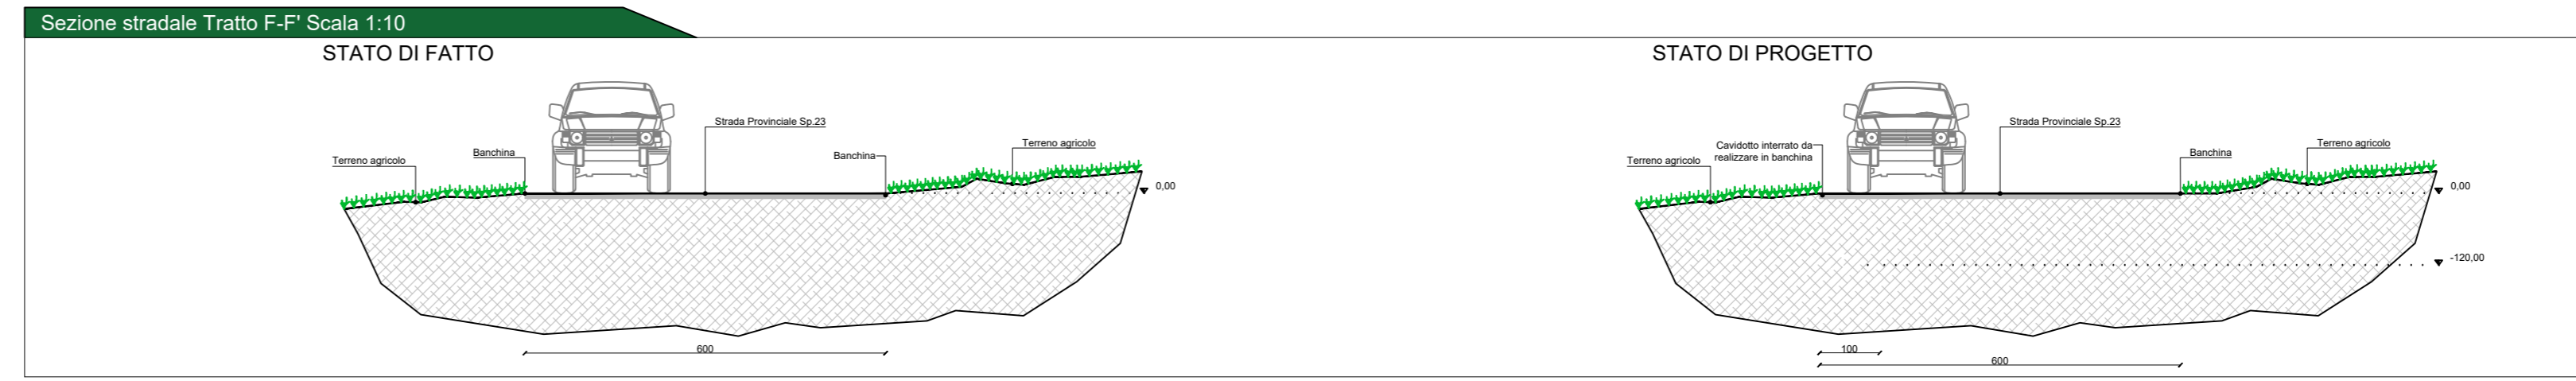 Sezione stradale Tratto F-F' Scala 1:10
STATO DI FATTO
Strada Provinciale Sp.23
Terreno agricolo
Banchina
Banchina
Terreno agricolo
0,00
600
STATO DI PROGETTO
Strada Provinciale Sp.23
Cavidotto interrato da
realizzare in banchina
Terreno agricolo
Banchina
Terreno agricolo
0,00
-120,00
100
600